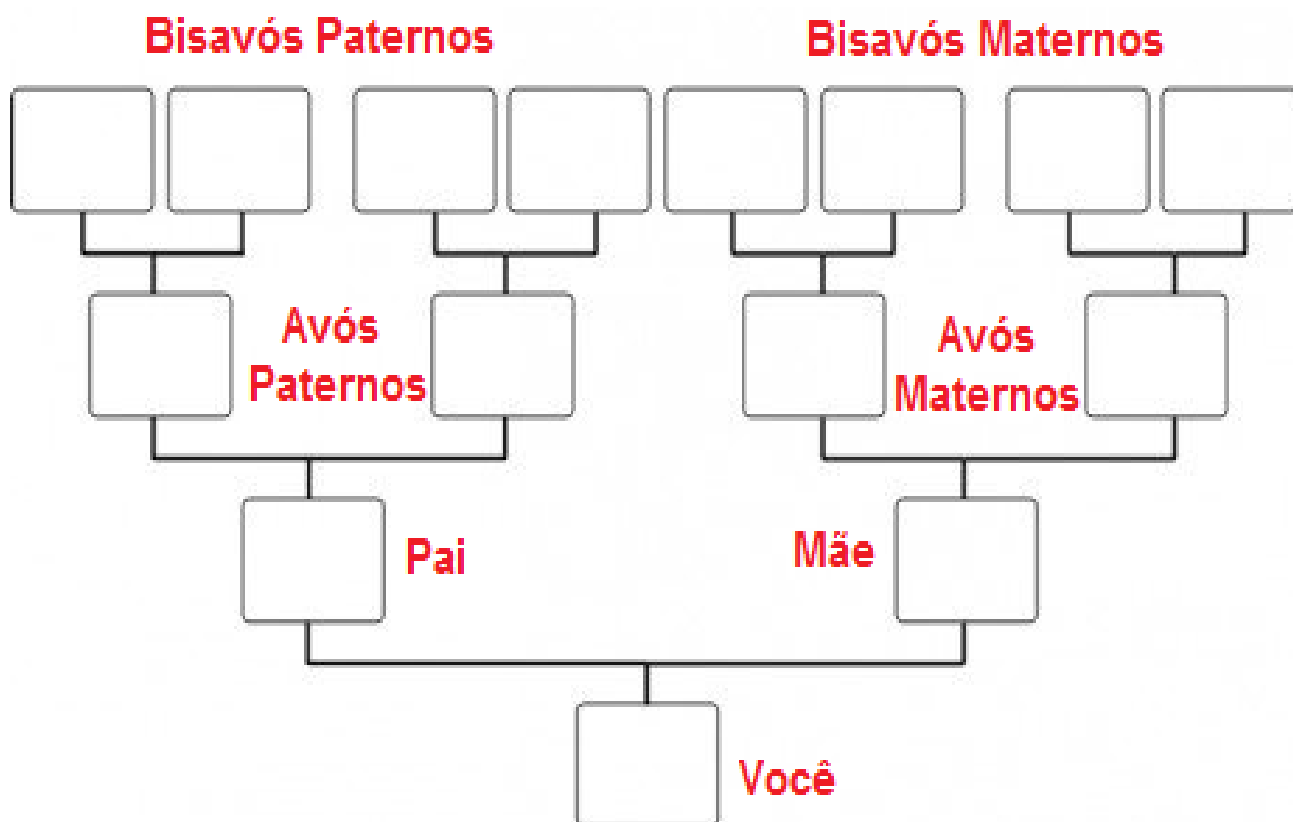 Bisavós Paternos
Bisavós Maternos
Avós
Paternos
Avós
Maternos
Pai
Mãe
Você